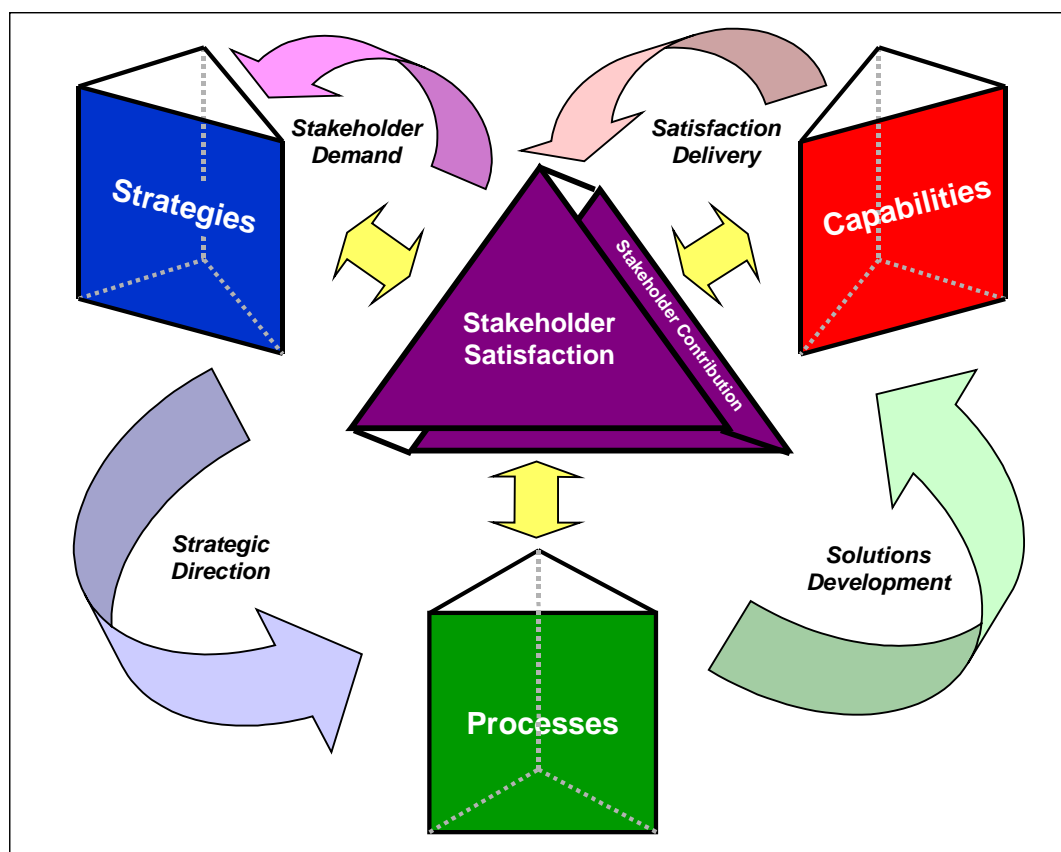 Stakeholder
Demand
Satisfaction
Delivery
Strategies
Capabilities
Stakeholder
Satisfaction
Stakeholder Contribution
Strategic
Direction
Solutions
Development
Processes